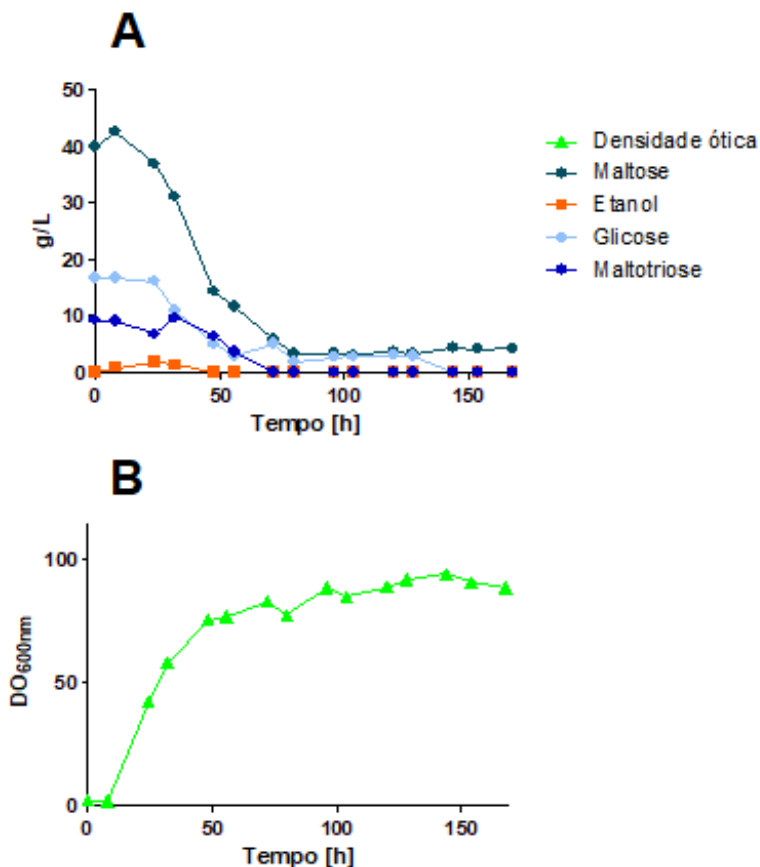 A
50
40
30
20
10
0
g/L
0 50 100 150
Tempo [h]
Densidade ótica
Maltose
Etanol
Glicose
Maltotriose
B
100
50
0
DO600nm
0 50 100 150
Tempo [h]